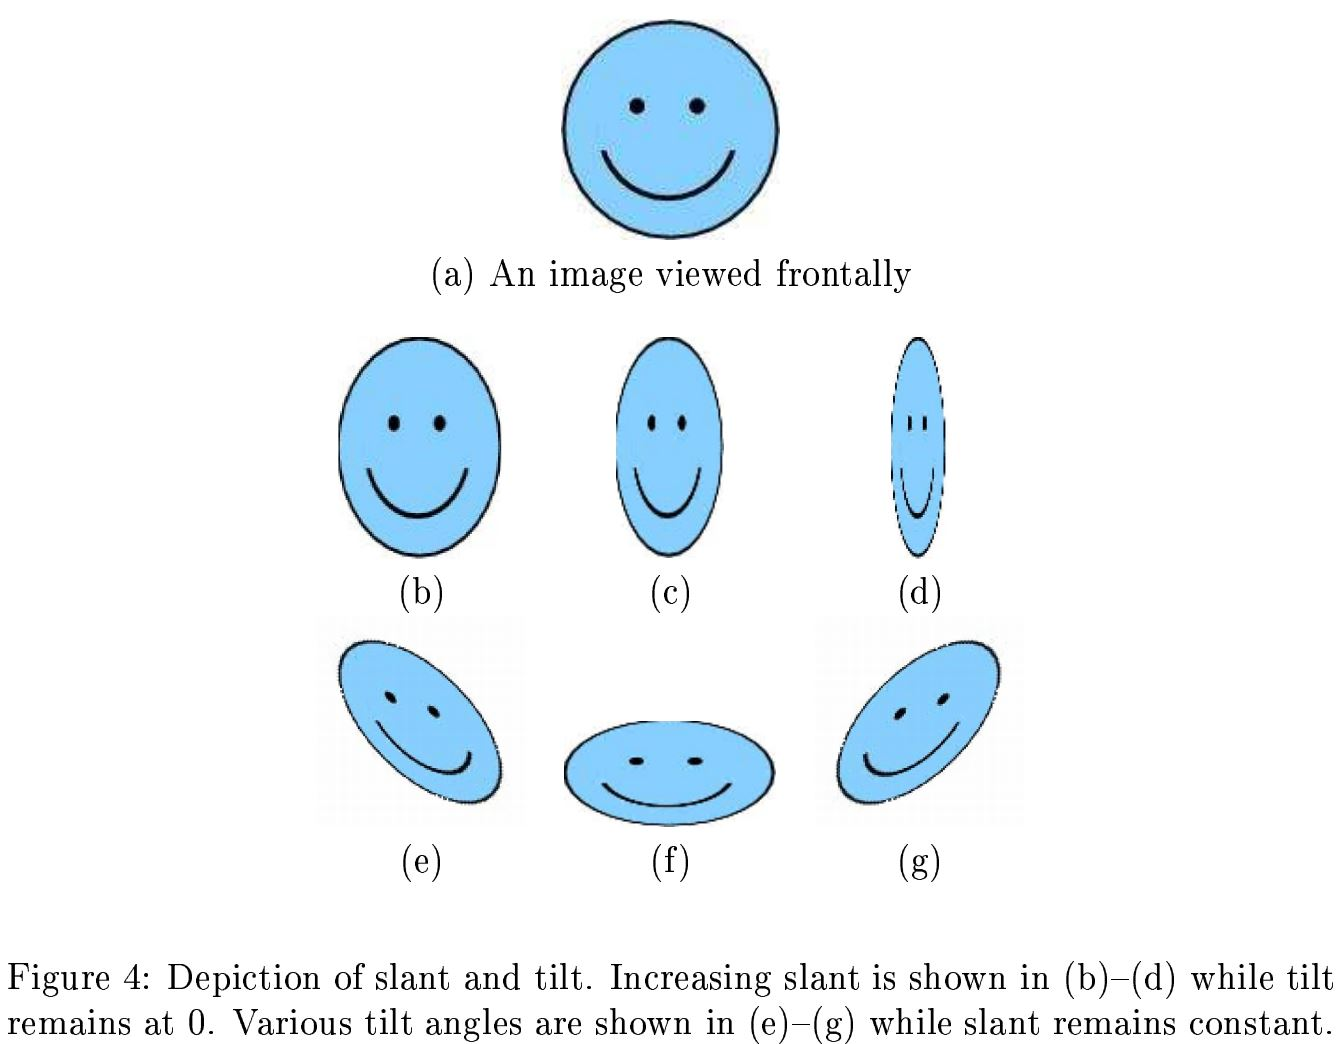 (a) An image viewed frontally
(b) (c) (d)
(e) (f) (g)
Figure 4: Depiction of slant and tilt. Increasing slant is shown in (b)–(d) while tilt
remains at 0. Various tilt angles are shown in (e)–(g) while slant remains constant.